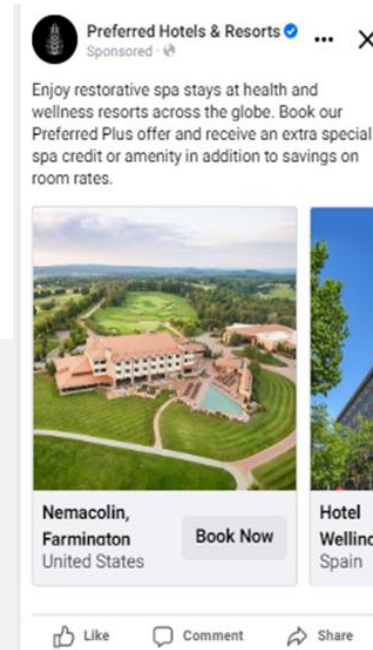 Preferred Hotels & Resorts
Sponsored ·
Enjoy restorative spa stays at health and
wellness resorts across the globe. Book our
Preferred Plus offer and receive an extra special
spa credit or amenity in addition to savings on
room rates.
Nemacolin,
Farmington
United States
Book Now
Hotel
Spain
Like
Comment
Share